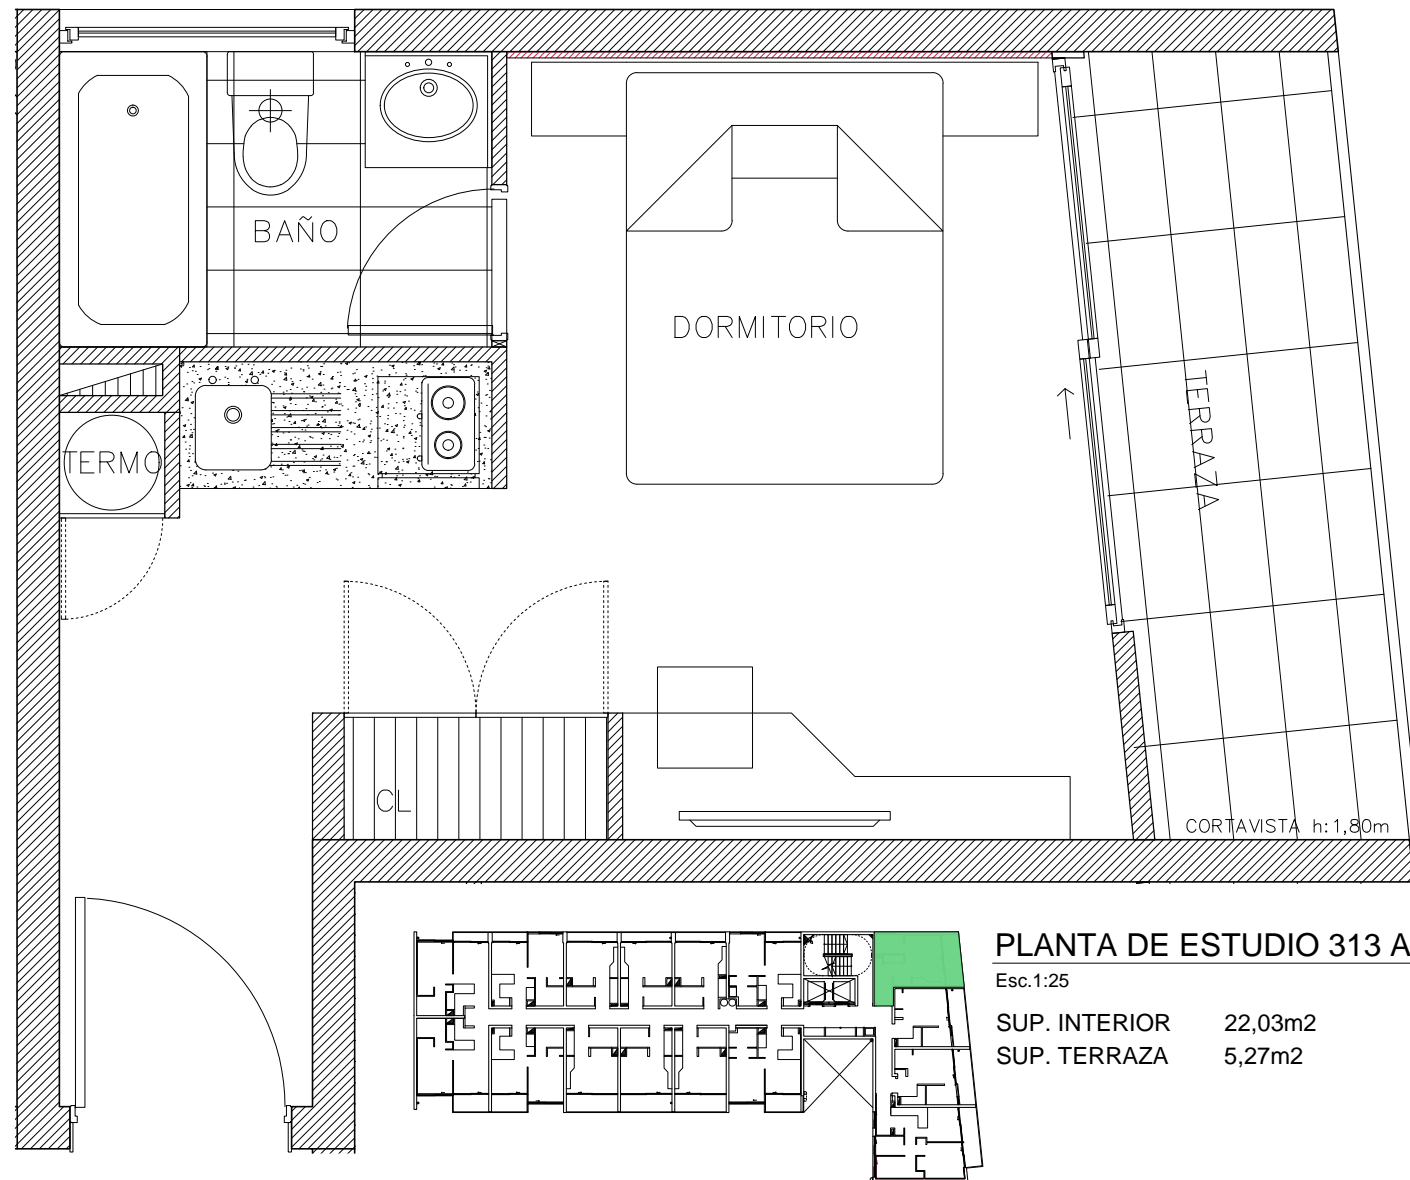 BAÑO
DORMITORIO
TERRAZA
TERMO
CL
CORTAVISTA h:1,80m
PLANTA DE ESTUDIO 313 A
Esc.1:25
SUP. INTERIOR 22,03m2
SUP. TERRAZA 5,27m2